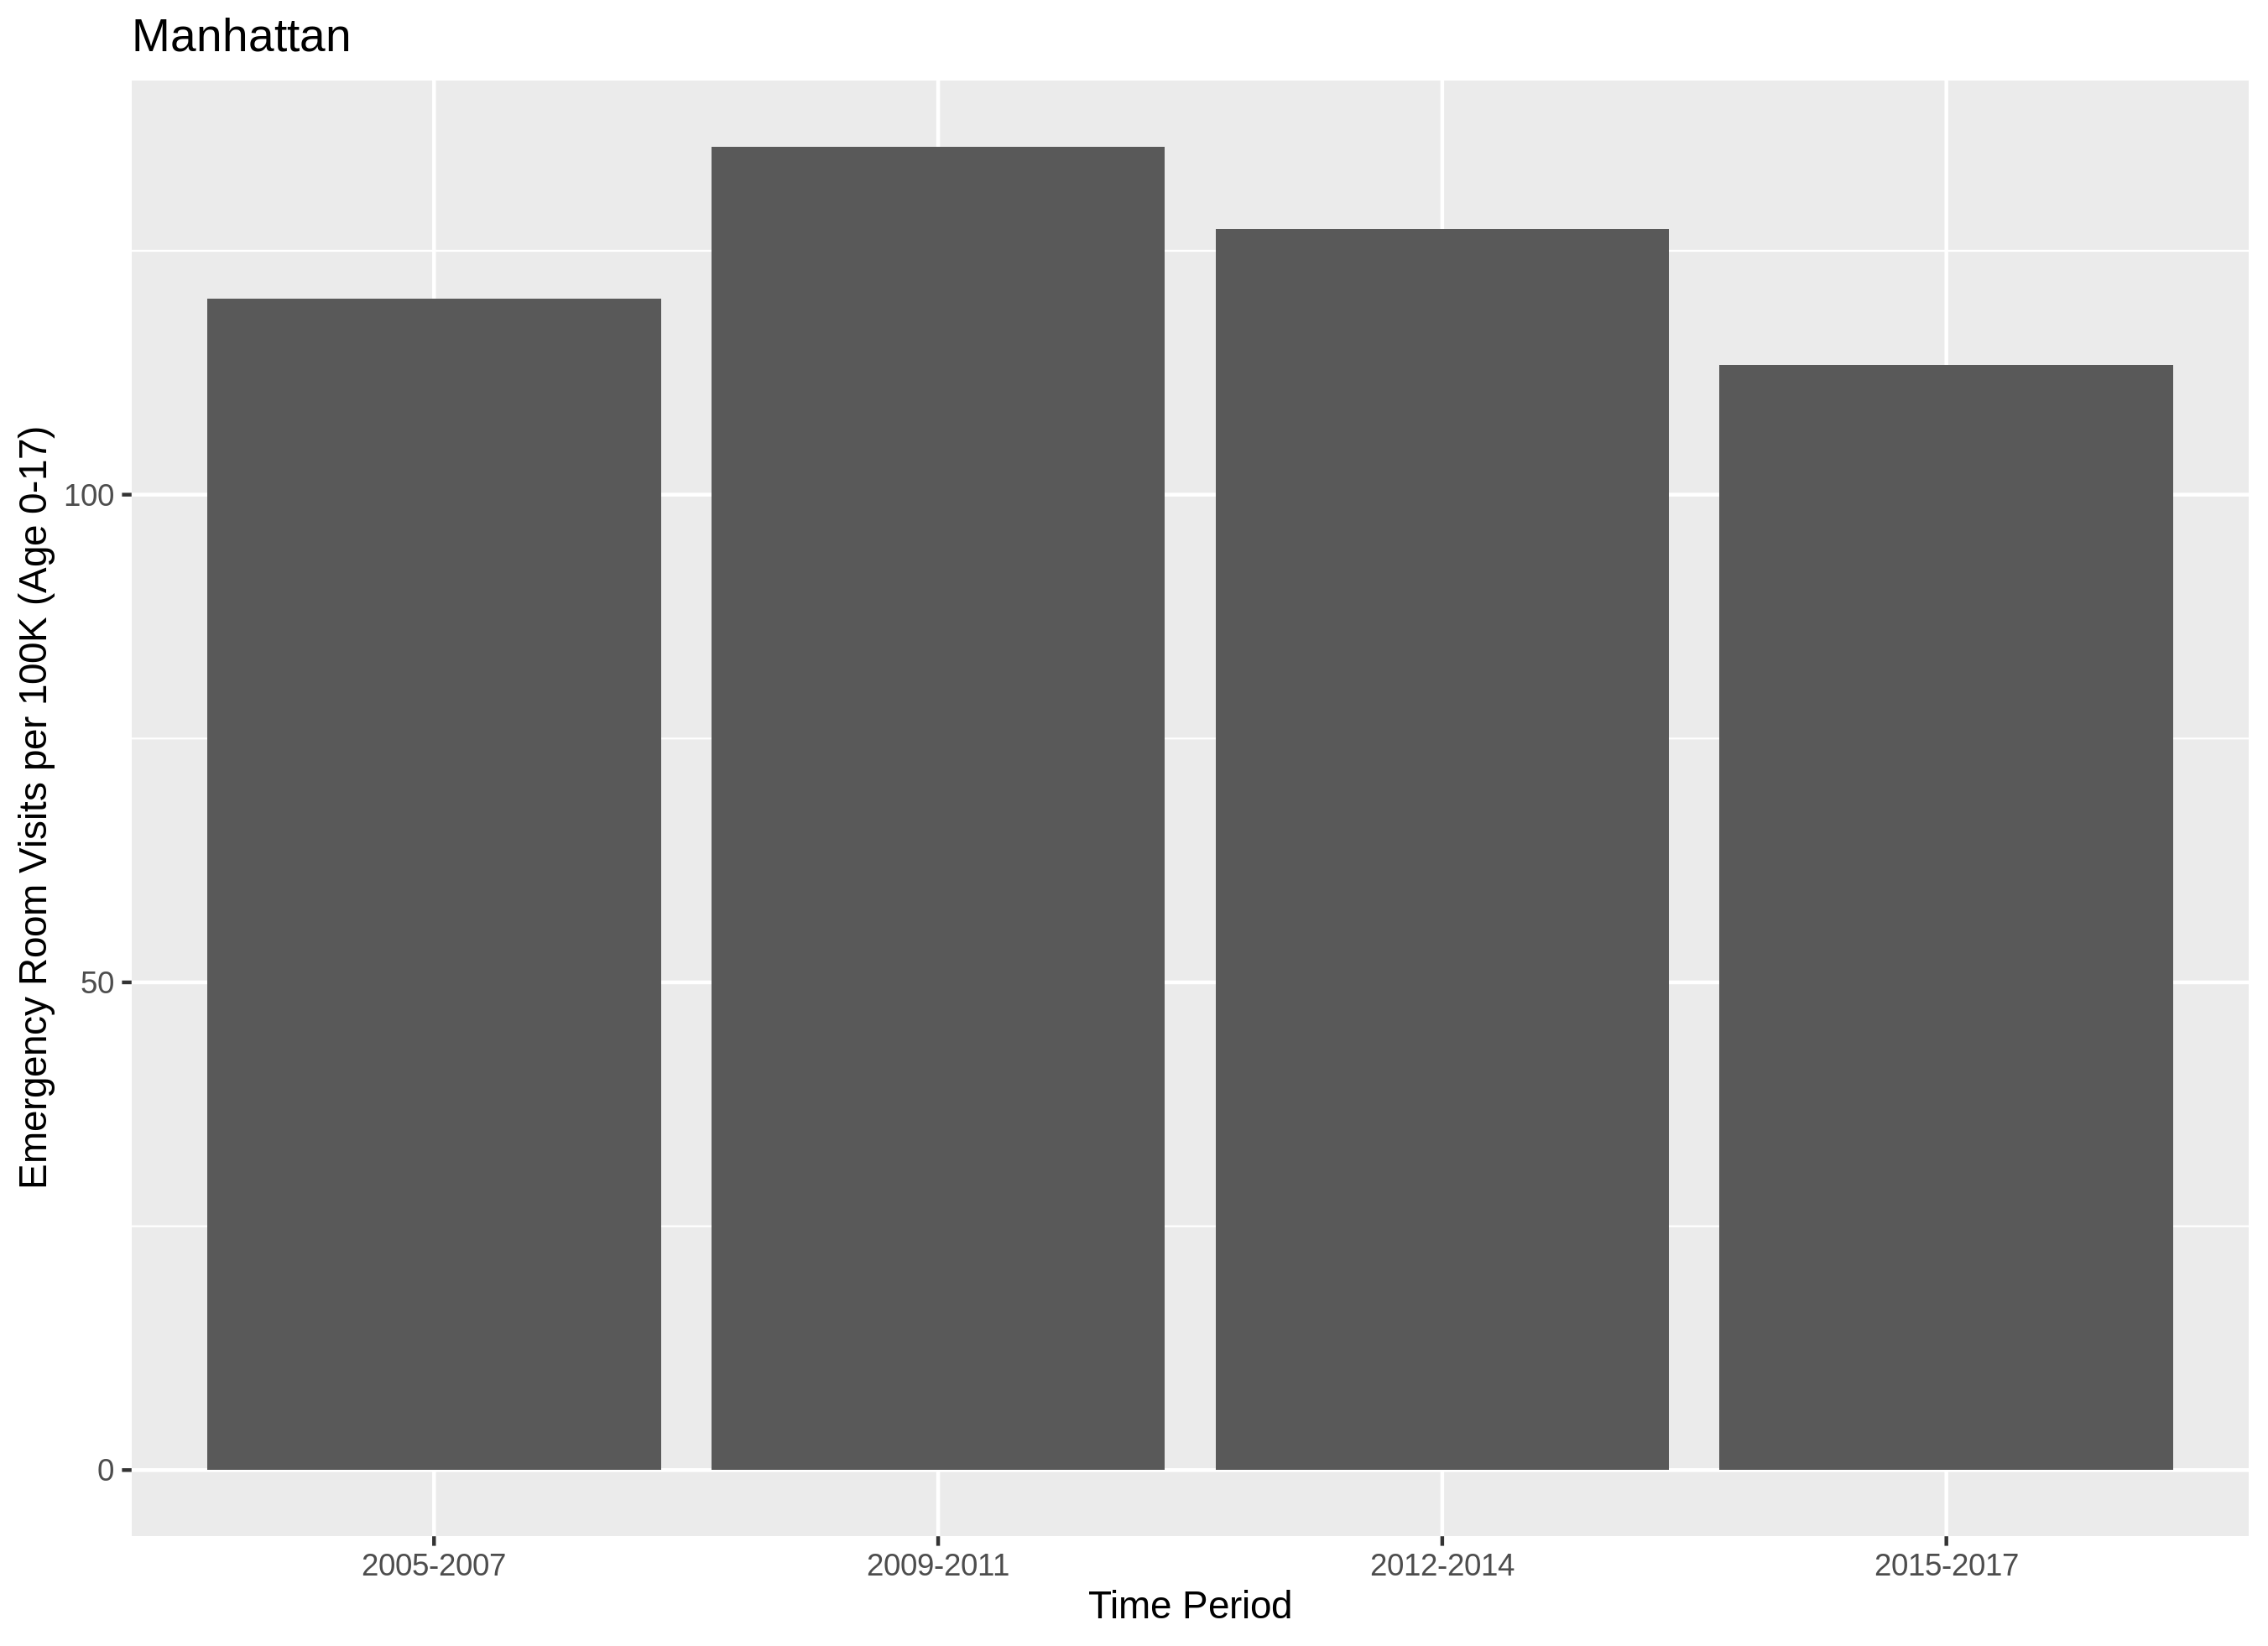 Manhattan
Emergency Room Visits per 100K (Age 0-17)
100
50
0
2005-2007 2009-2011 2012-2014 2015-2017
Time Period